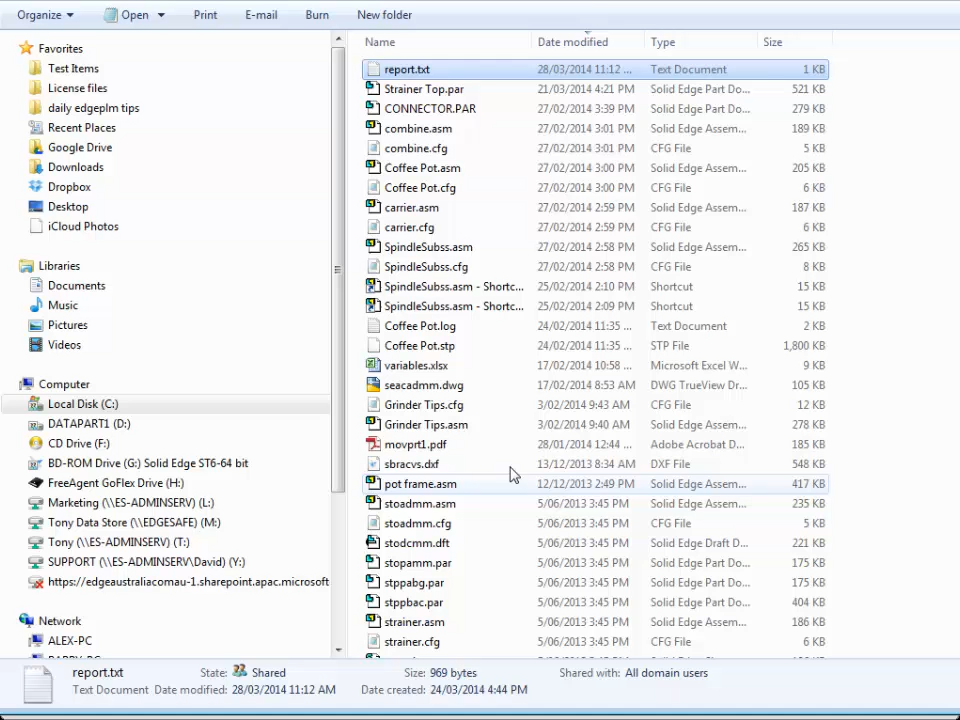 Organize Open Print E-mail Burn New folder
Favorites
Test Items
License files
daily edgeplm tips
Recent Places
Google Drive
Downloads
Dropbox
Desktop
iCloud Photos
Libraries
Documents
Music
Pictures
Videos
Computer
Local Disk (C:)
DATAPART1 (D:)
CD Drive (F:)
BD-ROM Drive (G:) Solid Edge ST6-64 bit
FreeAgent GoFlex Drive (H:)
Marketing (\\ES-ADMINSERV) (L:)
Tony Data Store (\\EDGESAFE) (M:)
Tony (\\ES-ADMINSERV) (T:)
SUPPORT (\\ES-ADMINSERV\David) (Y:)
https://edgeaustraliacomau-1.sharepoint.apac.microsoft
Network
ALEX-PC
Name Date modified Type Size
report.txt 28/03/2014 11:12 ... Text Document 1 KB
Strainer Top.par 21/03/2014 4:21 PM Solid Edge Part Do... 521 KB
CONNECTOR.PAR 27/02/2014 3:39 PM Solid Edge Part Do... 279 KB
combine.asm 27/02/2014 3:01 PM Solid Edge Assem... 189 KB
combine.cfg 27/02/2014 3:01 PM CFG File 5 KB
Coffee Pot.asm 27/02/2014 3:00 PM Solid Edge Assem... 205 KB
Coffee Pot.cfg 27/02/2014 3:00 PM CFG File 6 KB
carrier.asm 27/02/2014 2:59 PM Solid Edge Assem... 187 KB
carrier.cfg 27/02/2014 2:59 PM CFG File 6 KB
SpindleSubss.asm 27/02/2014 2:58 PM Solid Edge Assem... 265 KB
SpindleSubss.cfg 27/02/2014 2:58 PM CFG File 8 KB
SpindleSubss.asm - Shortc... 25/02/2014 2:10 PM Shortcut 15 KB
SpindleSubss.asm - Shortc... 25/02/2014 2:09 PM Shortcut 15 KB
Coffee Pot.log 24/02/2014 11:35 ... Text Document 2 KB
Coffee Pot.stp 24/02/2014 11:35 ... STP File 1,800 KB
variables.xlsx 17/02/2014 10:58 ... Microsoft Excel W... 225 KB
seacadmm.dwg 17/02/2014 8:53 AM DWG TrueView Dr... 105 KB
Grinder Tips.cfg 3/02/2014 9:43 AM CFG File 12 KB
Grinder Tips.asm 3/02/2014 9:40 AM Solid Edge Assem... 278 KB
movprt1.pdf 28/01/2014 12:44 ... Adobe Acrobat D... 185 KB
sbracvs.dxf 13/12/2013 8:34 AM DXF File 548 KB
pot frame.asm 12/12/2013 2:49 PM Solid Edge Assem... 417 KB
stoadmm.asm 5/06/2013 3:45 PM Solid Edge Assem... 235 KB
stoadmm.cfg 5/06/2013 3:45 PM CFG File 5 KB
stodcmm.dft 5/06/2013 3:45 PM Solid Edge Draft D... 221 KB
stopamm.par 5/06/2013 3:45 PM Solid Edge Part Do... 175 KB
stppabg.par 5/06/2013 3:45 PM Solid Edge Part Do... 175 KB
stppbac.par 5/06/2013 3:45 PM Solid Edge Part Do... 404 KB
strainer.asm 5/06/2013 3:45 PM Solid Edge Assem... 186 KB
strainer.cfg 5/06/2013 3:45 PM CFG File 6 KB
report.txt State: Shared Size: 969 bytes Shared with: All domain users
Text Document Date modified: 28/03/2014 11:12 AM Date created: 24/03/2014 4:44 PM